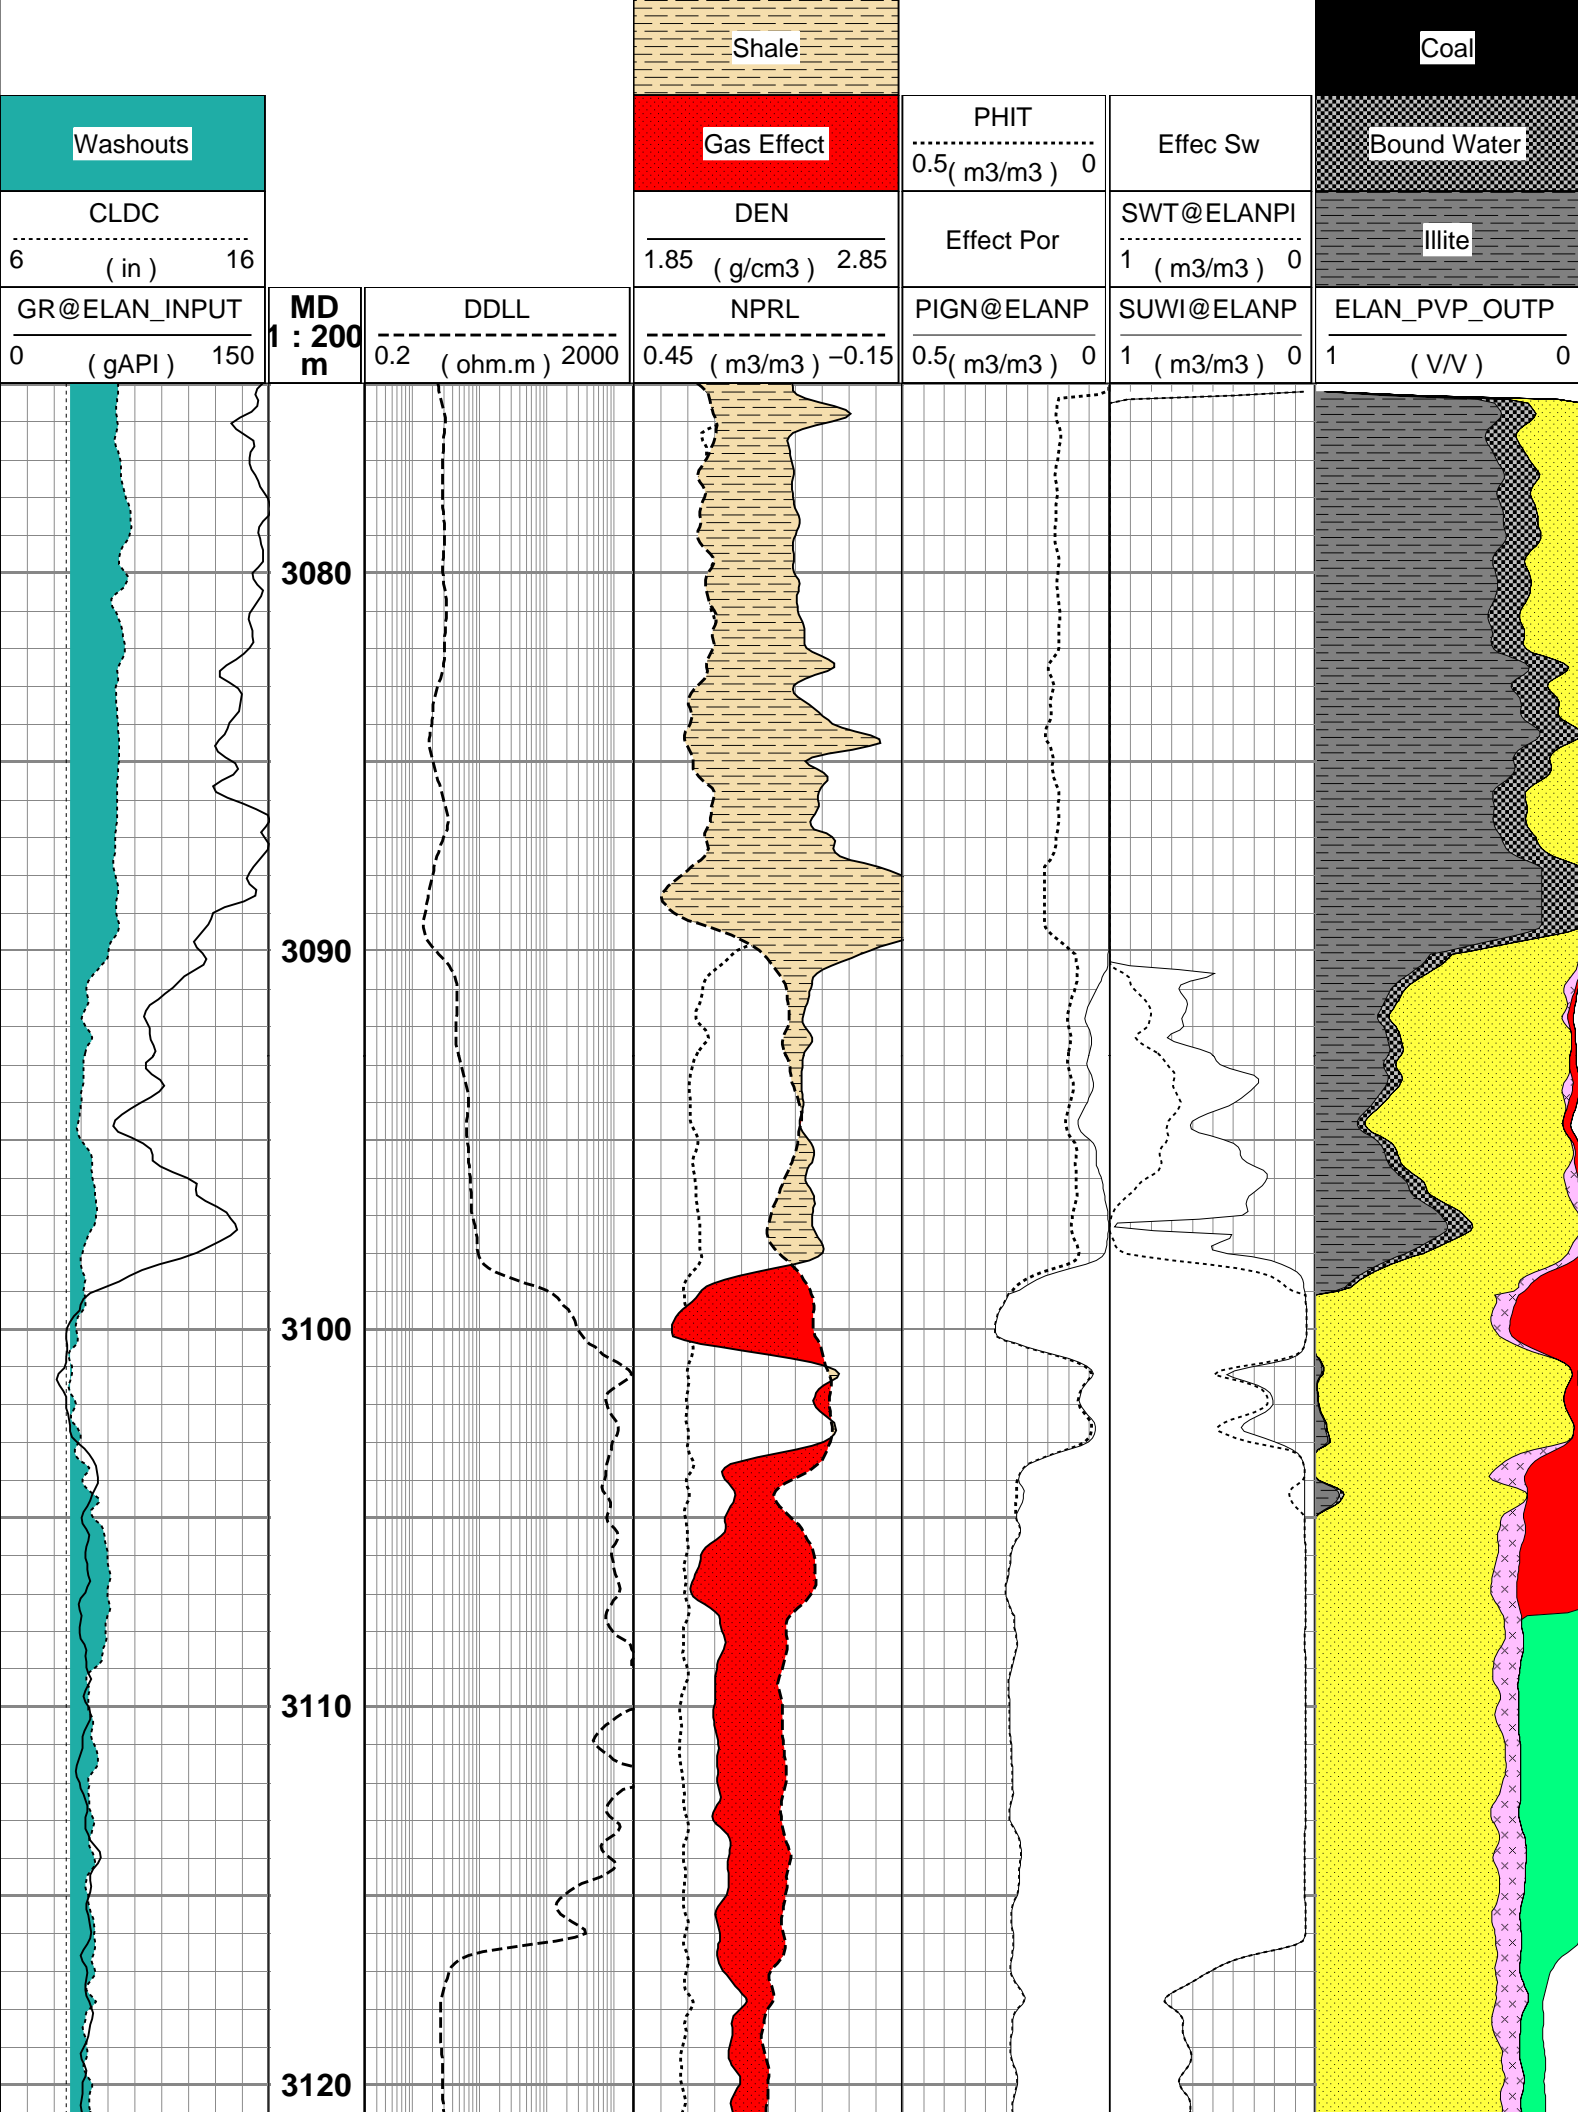 Shale
Coal
Washouts
Gas Effect
PHIT
0.5 ( m3/m3 ) 0
Effec Sw
Bound Water
CLDC
6 ( in ) 16
DEN
1.85 ( g/cm3 ) 2.85
Effect Por
SWT@ELANPI
1 ( m3/m3 ) 0
Illite
GR@ELAN_INPUT
0 ( gAPI ) 150
MD
1 : 200
m
DDLL
0.2 ( ohm.m ) 2000
NPRL
0.45 ( m3/m3 ) −0.15
PIGN@ELANP
0.5 ( m3/m3 ) 0
SUWI@ELANP
1 ( m3/m3 ) 0
ELAN_PVP_OUTP
1 ( V/V ) 0
3080
3090
3100
3110
3120